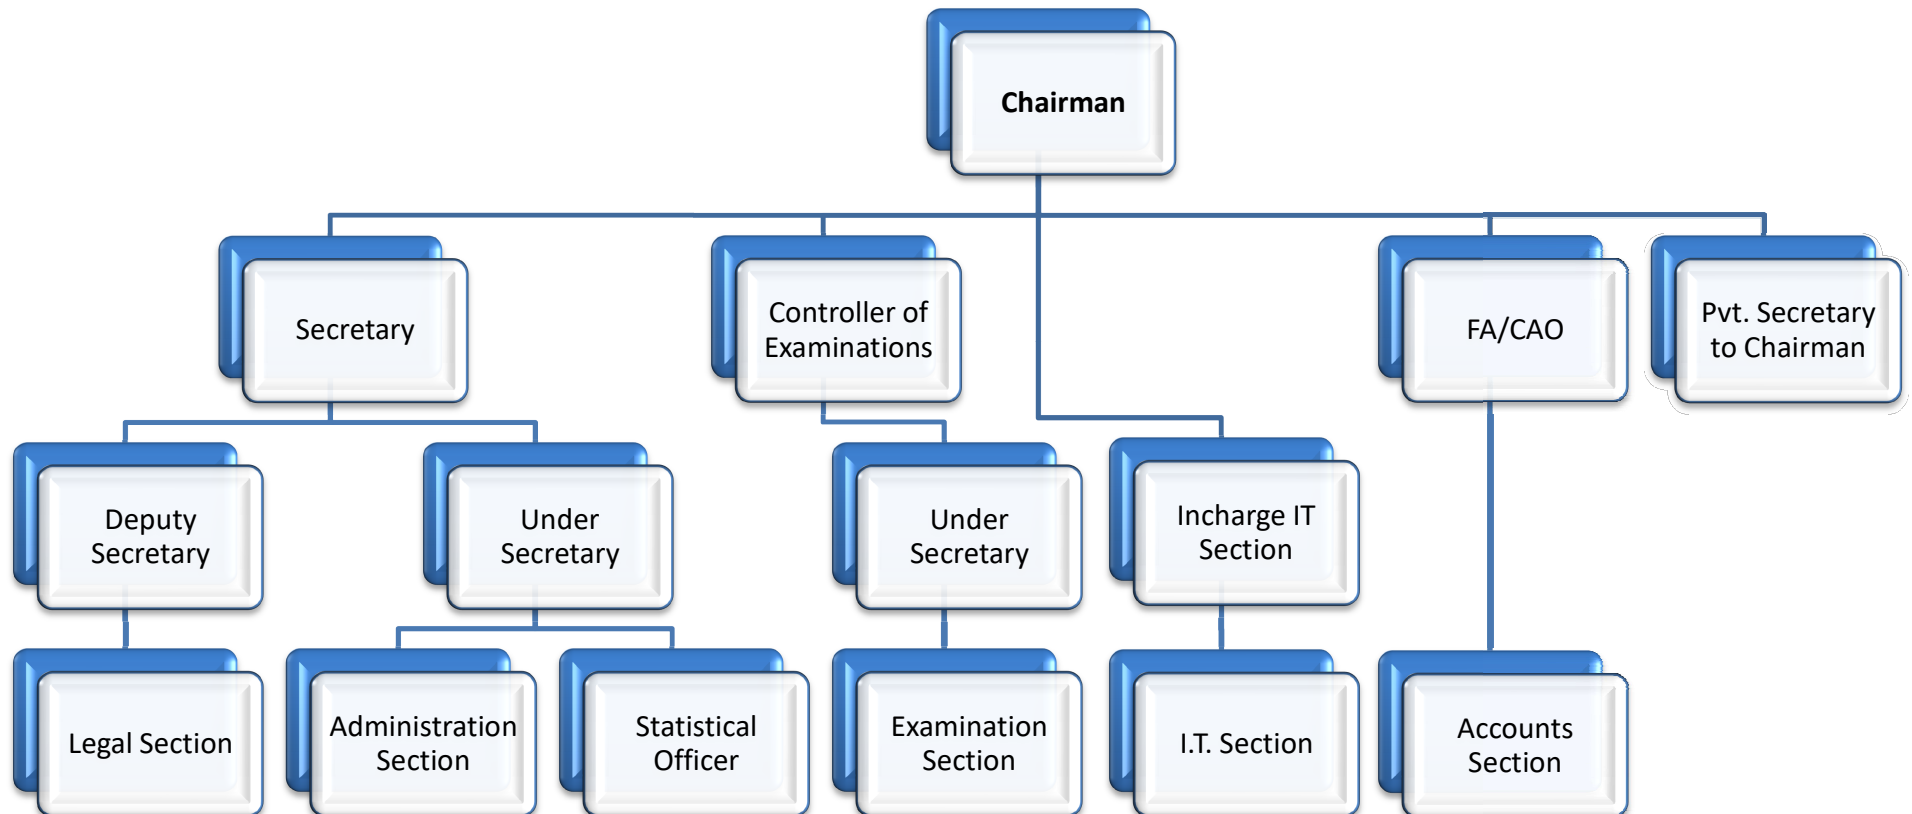 Chairman
Secretary
Controller of
Examinations
FA/CAO
Pvt. Secretary
to Chairman
Deputy
Secretary
Under
Secretary
Under
Secretary
Incharge IT
Section
Legal Section
Administration
Section
Statistical
Officer
Examination
Section
I.T. Section
Accounts
Section